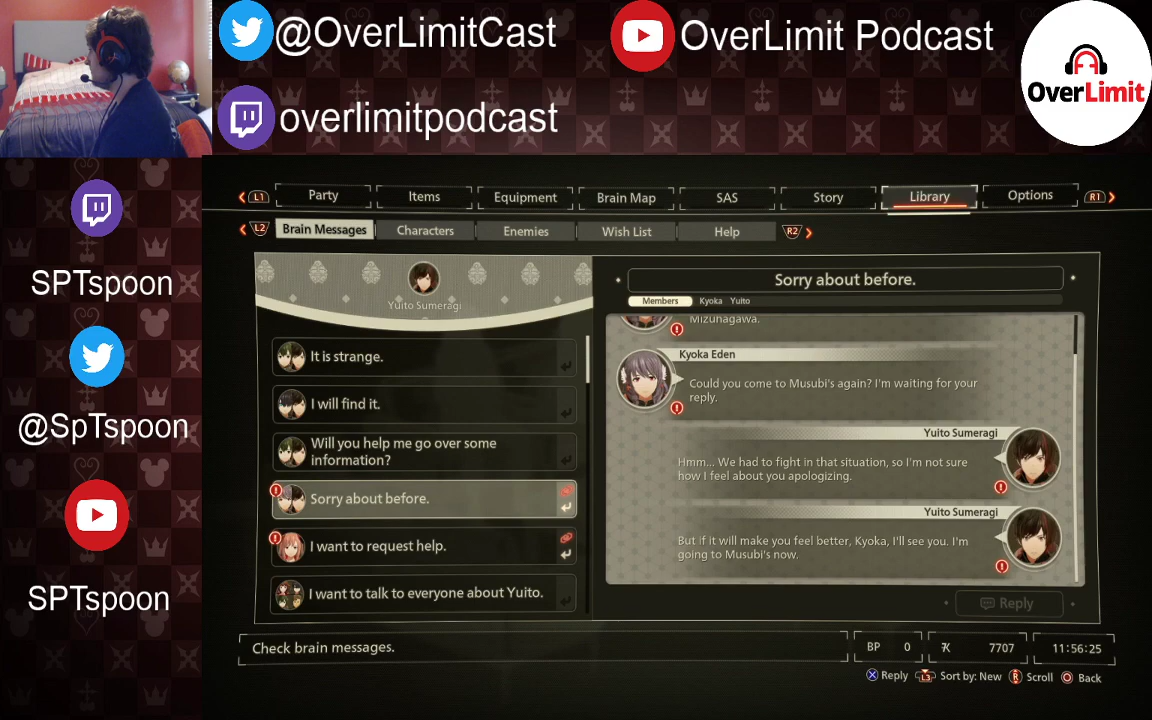 @OverLimitCast
OverLimit Podcast
overlimitpodcast
OverLimit
SPTspoon
@SpTspoon
SPTspoon
L1 Party Items Equipment Brain Map SAS Story Library Options R1
L2 Brain Messages Characters Enemies Wish List Help R2
Yuito Sumeragi
It is strange.
I will find it.
Will you help me go over some
information?
Sorry about before.
I want to request help.
I want to talk to everyone about Yuito.
Sorry about before.
Members Kyoka Yuito
Mizunagawa.
Kyoka Eden
Could you come to Musubi's again? I'm waiting for your
reply.
Yuito Sumeragi
Hmm... We had to fight in that situation, so I'm not sure
how I feel about you apologizing.
Yuito Sumeragi
But if it will make you feel better, Kyoka, I'll see you. I'm
going to Musubi's now.
Reply
Check brain messages.
BP 0 7707 11:56:25
Reply L3 Sort by: New R Scroll Back